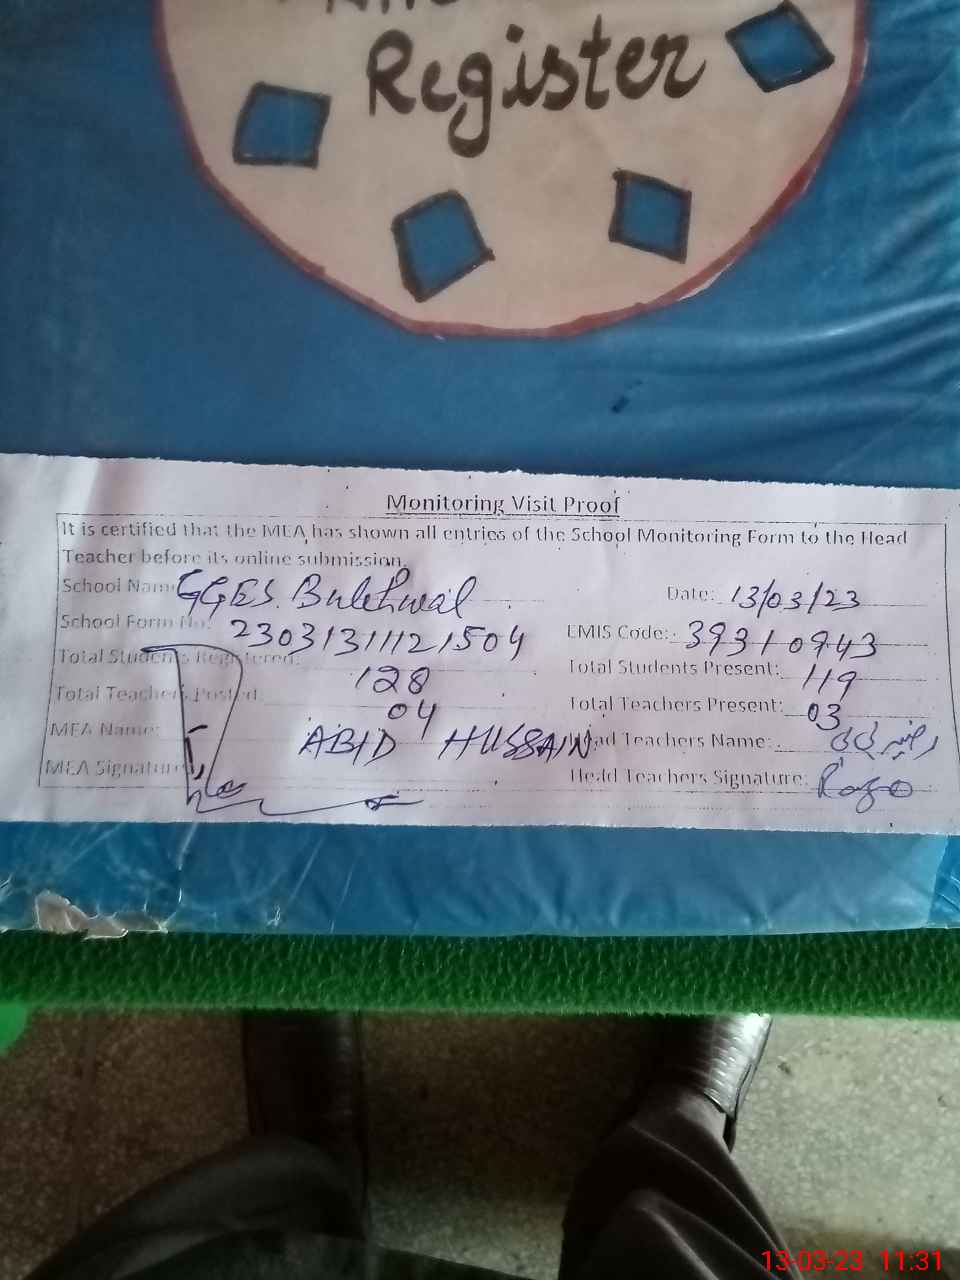 Register
Monitoring Visit Proof
It is certified that the MEA has shown all entries of the School Monitoring Form to the Head
Teacher before its online submission.
School Name GGES. Date: 13/03/23
School Form No: 2303131112 1504 EMIS Code: 39310943
Total Students Registered: 128 Total Students Present: 119
Total Teachers Posted: 04 Total Teachers Present: 03
MEA Name: ABID HUSSAIN ad Teachers Name:
MEA Signature Head Teachers Signature:
13-03-23 11:31